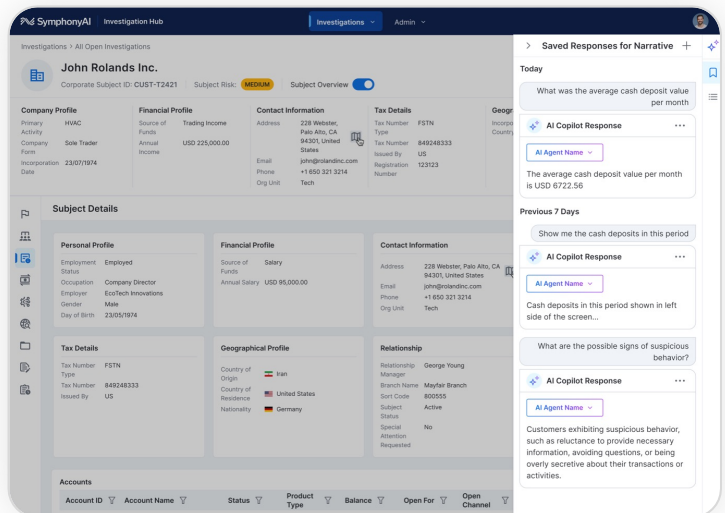 SymphonyAI Investigation Hub Investigations Admin
Investigations > All Open Investigations
John Rolands Inc.
Corporate Subject ID: CUST-T2421 Subject Risk: MEDIUM Subject Overview
Company Profile
Primary Activity HVAC
Company Form Sole Trader
Incorporation Date 23/07/1974
Financial Profile
Source of Funds Trading Income
Annual Income USD 225,000.00
Contact Information
Address 228 Webster,
Palo Alto, CA
94301, United
States
Email john@rolandinc.com
Phone +1 650 321 3214
Org Unit Tech
Tax Details
Tax Number Type FSTN
Tax Number 849248333
Issued By US
Registration Number 123123
Subject Details
Personal Profile
Employment Status Employed
Occupation Company Director
Employer EcoTech Innovations
Gender Male
Day of Birth 23/05/1974
Financial Profile
Source of Funds Salary
Annual Salary USD 95,000.00
Contact Information
Address 228 Webster, Palo Alto, CA
94301, United States
Email john@rolandinc.com
Phone +1 650 321 3214
Org Unit Tech
Tax Details
Tax Number Type FSTN
Tax Number 849248333
Issued By US
Geographical Profile
Country of Origin Iran
Country of Residence United States
Nationality Germany
Relationship
Relationship Manager George Young
Branch Name Mayfair Branch
Sort Code 800555
Subject Status Active
Special Attention Requested No
Accounts
Account ID Account Name Status Product Type Balance Open For Open Channel
Saved Responses for Narrative
Today
What was the average cash deposit value
per month
AI Copilot Response
AI Agent Name
The average cash deposit value per month
is USD 6722.56
Previous 7 Days
Show me the cash deposits in this period
AI Copilot Response
AI Agent Name
Cash deposits in this period shown in left
side of the screen...
What are the possible signs of suspicious
behavior?
AI Copilot Response
AI Agent Name
Customers exhibiting suspicious behavior,
such as reluctance to provide necessary
information, avoiding questions, or being
overly secretive about their transactions or
activities.